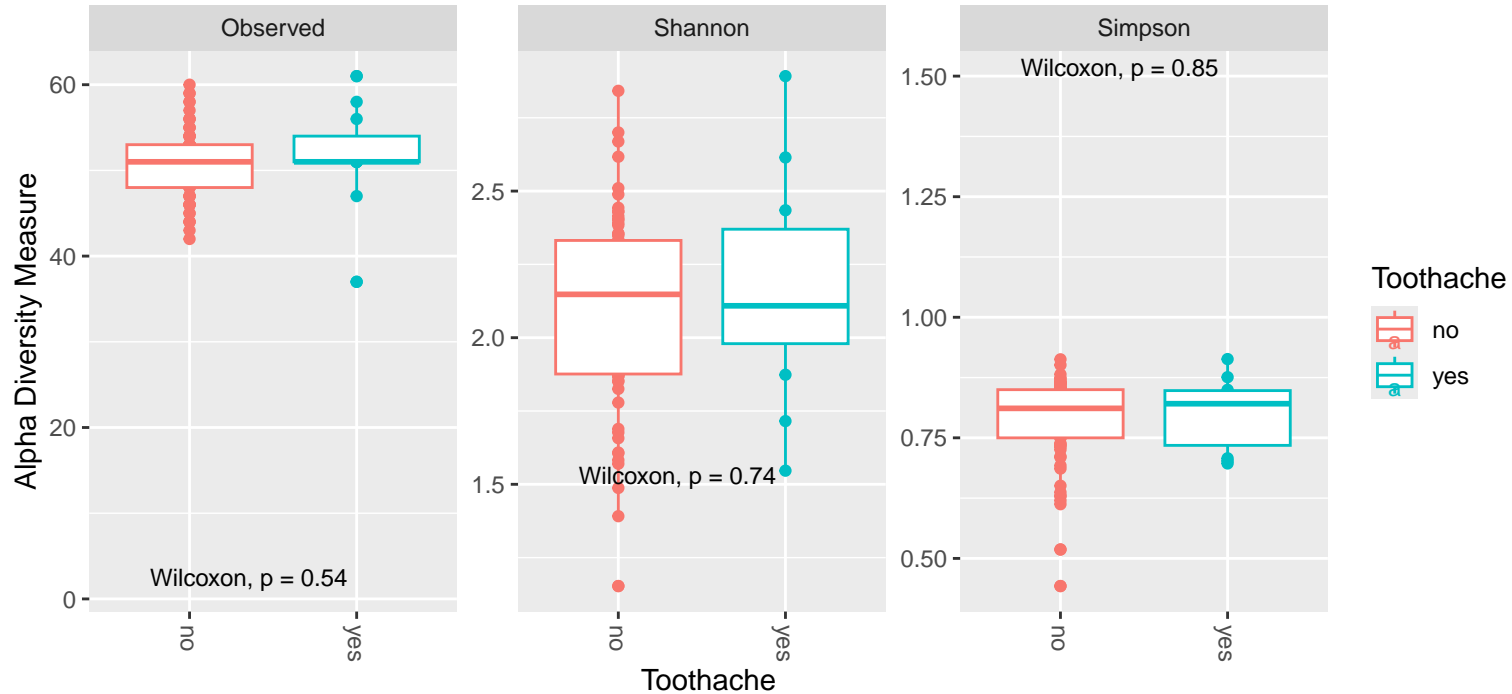 Observed
Shannon
Simpson
Alpha Diversity Measure
60
40
20
0
Wilcoxon, p = 0.54
no
yes
2.5
2.0
1.5
Wilcoxon, p = 0.74
no
yes
1.50
1.25
1.00
0.75
0.50
Wilcoxon, p = 0.85
no
yes
Toothache
Toothache
a
no
a
yes